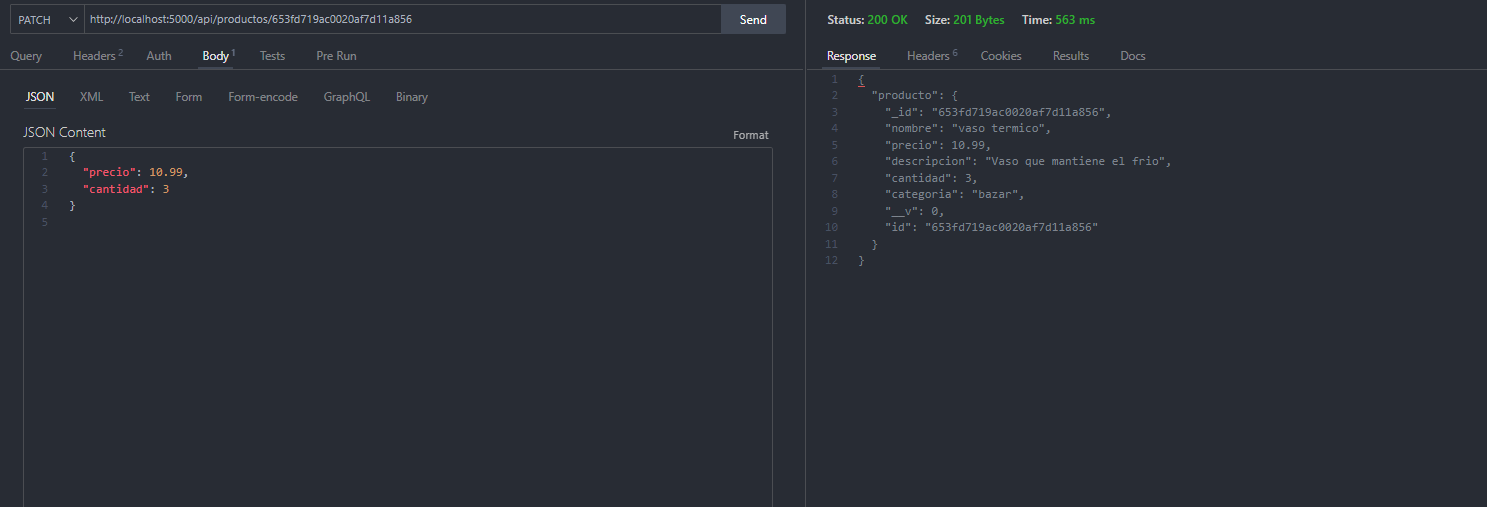 PATCH http://localhost:5000/api/productos/653fd719ac0020af7d11a856 Send
Query Headers 2 Auth Body 1 Tests Pre Run
JSON XML Text Form Form-encode GraphQL Binary
JSON Content Format
1 {
2 "precio": 10.99,
3 "cantidad": 3
4 }
5
Status: 200 OK Size: 201 Bytes Time: 563 ms
Response Headers 6 Cookies Results Docs
1 {
2 "producto": {
3 "_id": "653fd719ac0020af7d11a856",
4 "nombre": "vaso termico",
5 "precio": 10.99,
6 "descripcion": "Vaso que mantiene el frio",
7 "cantidad": 3,
8 "categoria": "bazar",
9 "__v": 0,
10 "id": "653fd719ac0020af7d11a856"
11 }
12 }